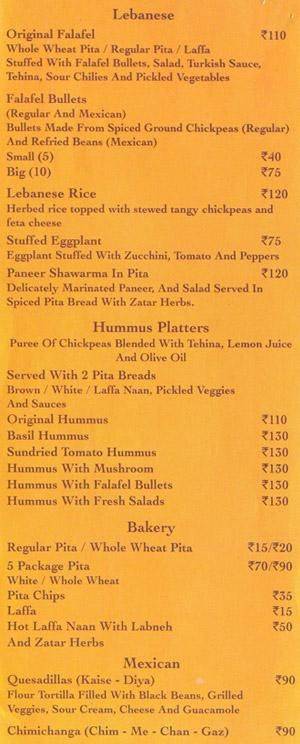 Lebanese
Original Falafel ₹110
Whole Wheat Pita / Regular Pita / Laffa
Stuffed With Falafel Bullets, Salad, Turkish Sauce,
Tehina, Sour Chilies And Pickled Vegetables
Falafel Bullets
(Regular And Mexican)
Bullets Made From Spiced Ground Chickpeas (Regular)
And Refried Beans (Mexican)
Small (5) ₹40
Big (10) ₹75
Lebanese Rice ₹120
Herbed rice topped with stewed tangy chickpeas and
feta cheese
Stuffed Eggplant ₹75
Eggplant Stuffed With Zucchini, Tomato And Peppers
Paneer Shawarma In Pita ₹120
Delicately Marinated Paneer, And Salad Served In
Spiced Pita Bread With Zatar Herbs.
Hummus Platters
Puree Of Chickpeas Blended With Tehina, Lemon Juice
And Olive Oil
Served With 2 Pita Breads
Brown / White / Laffa Naan, Pickled Veggies
And Sauces
Original Hummus ₹110
Basil Hummus ₹130
Sundried Tomato Hummus ₹130
Hummus With Mushroom ₹130
Hummus With Falafel Bullets ₹130
Hummus With Fresh Salads ₹130
Bakery
Regular Pita / Whole Wheat Pita ₹15/₹20
5 Package Pita ₹70/₹90
White / Whole Wheat
Pita Chips ₹35
Laffa ₹15
Hot Laffa Naan With Labneh ₹50
And Zatar Herbs
Mexican
Quesadillas (Kaise - Diya) ₹90
Flour Tortilla Filled With Black Beans, Grilled
Veggies, Sour Cream, Cheese And Guacamole
Chimichanga (Chim - Me - Chan - Gaz) ₹90